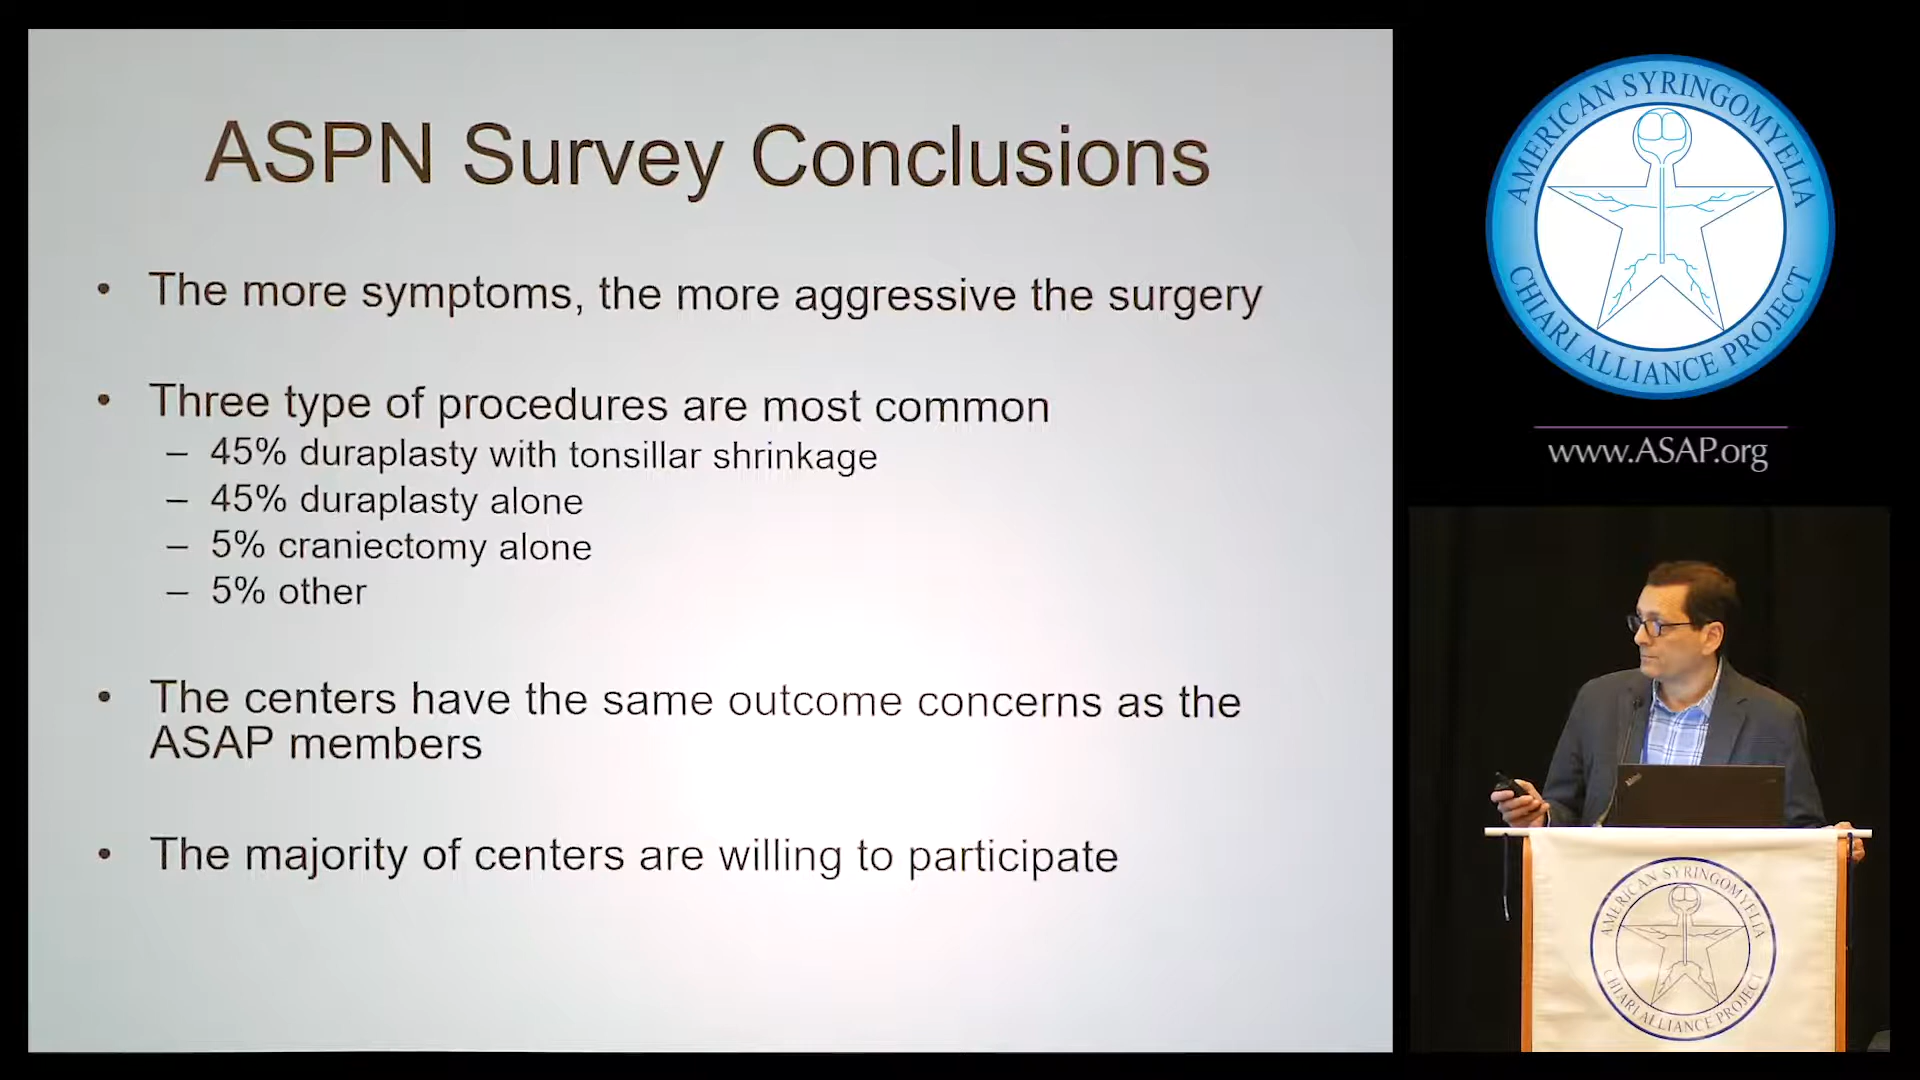 ASPN Survey Conclusions
• The more symptoms, the more aggressive the surgery
• Three type of procedures are most common
– 45% duraplasty with tonsillar shrinkage
– 45% duraplasty alone
– 5% craniectomy alone
– 5% other
• The centers have the same outcome concerns as the
ASAP members
• The majority of centers are willing to participate
AMERICAN SYRINGOMYELIA
CHIARI ALLIANCE PROJECT
www.ASAP.org
AMERICAN SYRINGOMYELIA
CHIARI ALLIANCE PROJECT